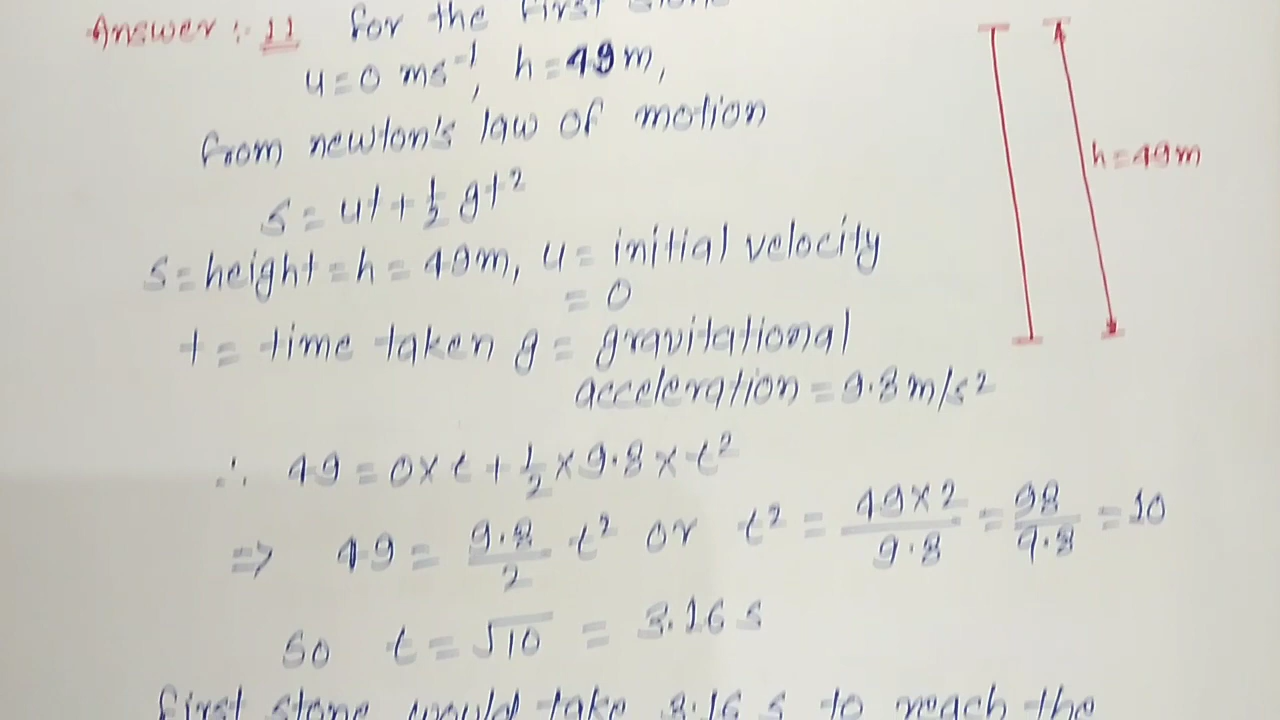 Answer :- 11 for the first stone
u = 0 ms⁻¹, h = 49m,
from newton's law of motion
s = ut + 1/2 gt²
s = height = h = 49m, u = initial velocity
= 0
t = time taken g = gravitational
acceleration = 9.8 m/s²
∴ 49 = 0 × t + 1/2 × 9.8 × t²
⇒ 49 = 9.8/2 t² or t² = 49×2/9.8 = 98/9.8 = 10
So t = √10 = 3.16 s
first stone would take 3.16 s to reach the
h = 49m